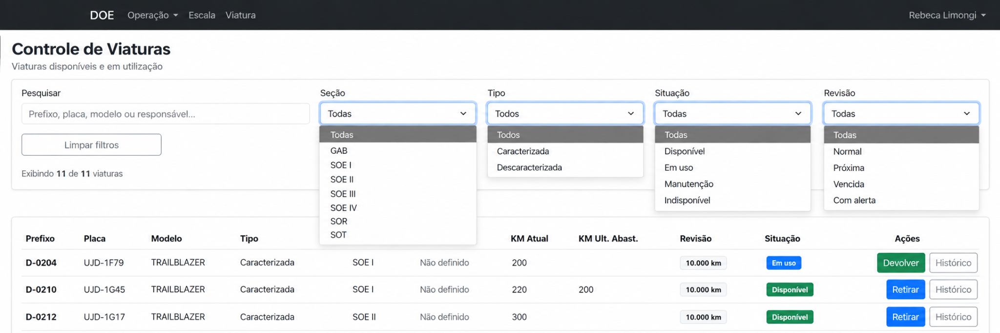 DOE Operação Escala Viatura Rebeca Limongi
Controle de Viaturas
Viaturas disponíveis e em utilização
Pesquisar Seção Tipo Situação Revisão
Prefixo, placa, modelo ou responsável... Todas Todos Todas Todas
Limpar filtros
Exibindo 11 de 11 viaturas
Todas
GAB
SOE I
SOE II
SOE III
SOE IV
SOR
SOT
Todos
Caracterizada
Descaracterizada
Todas
Disponível
Em uso
Manutenção
Indisponível
Todas
Normal
Próxima
Vencida
Com alerta
Prefixo Placa Modelo Tipo KM Atual KM Ult. Abast. Revisão Situação Ações
D-0204 UJD-1F79 TRAILBLAZER Caracterizada SOE I Não definido 200 10.000 km Em uso Devolver Histórico
D-0210 UJD-1G45 TRAILBLAZER Caracterizada SOE I Não definido 220 200 10.000 km Disponível Retirar Histórico
D-0212 UJD-1G17 TRAILBLAZER Caracterizada SOE II Não definido 300 10.000 km Disponível Retirar Histórico